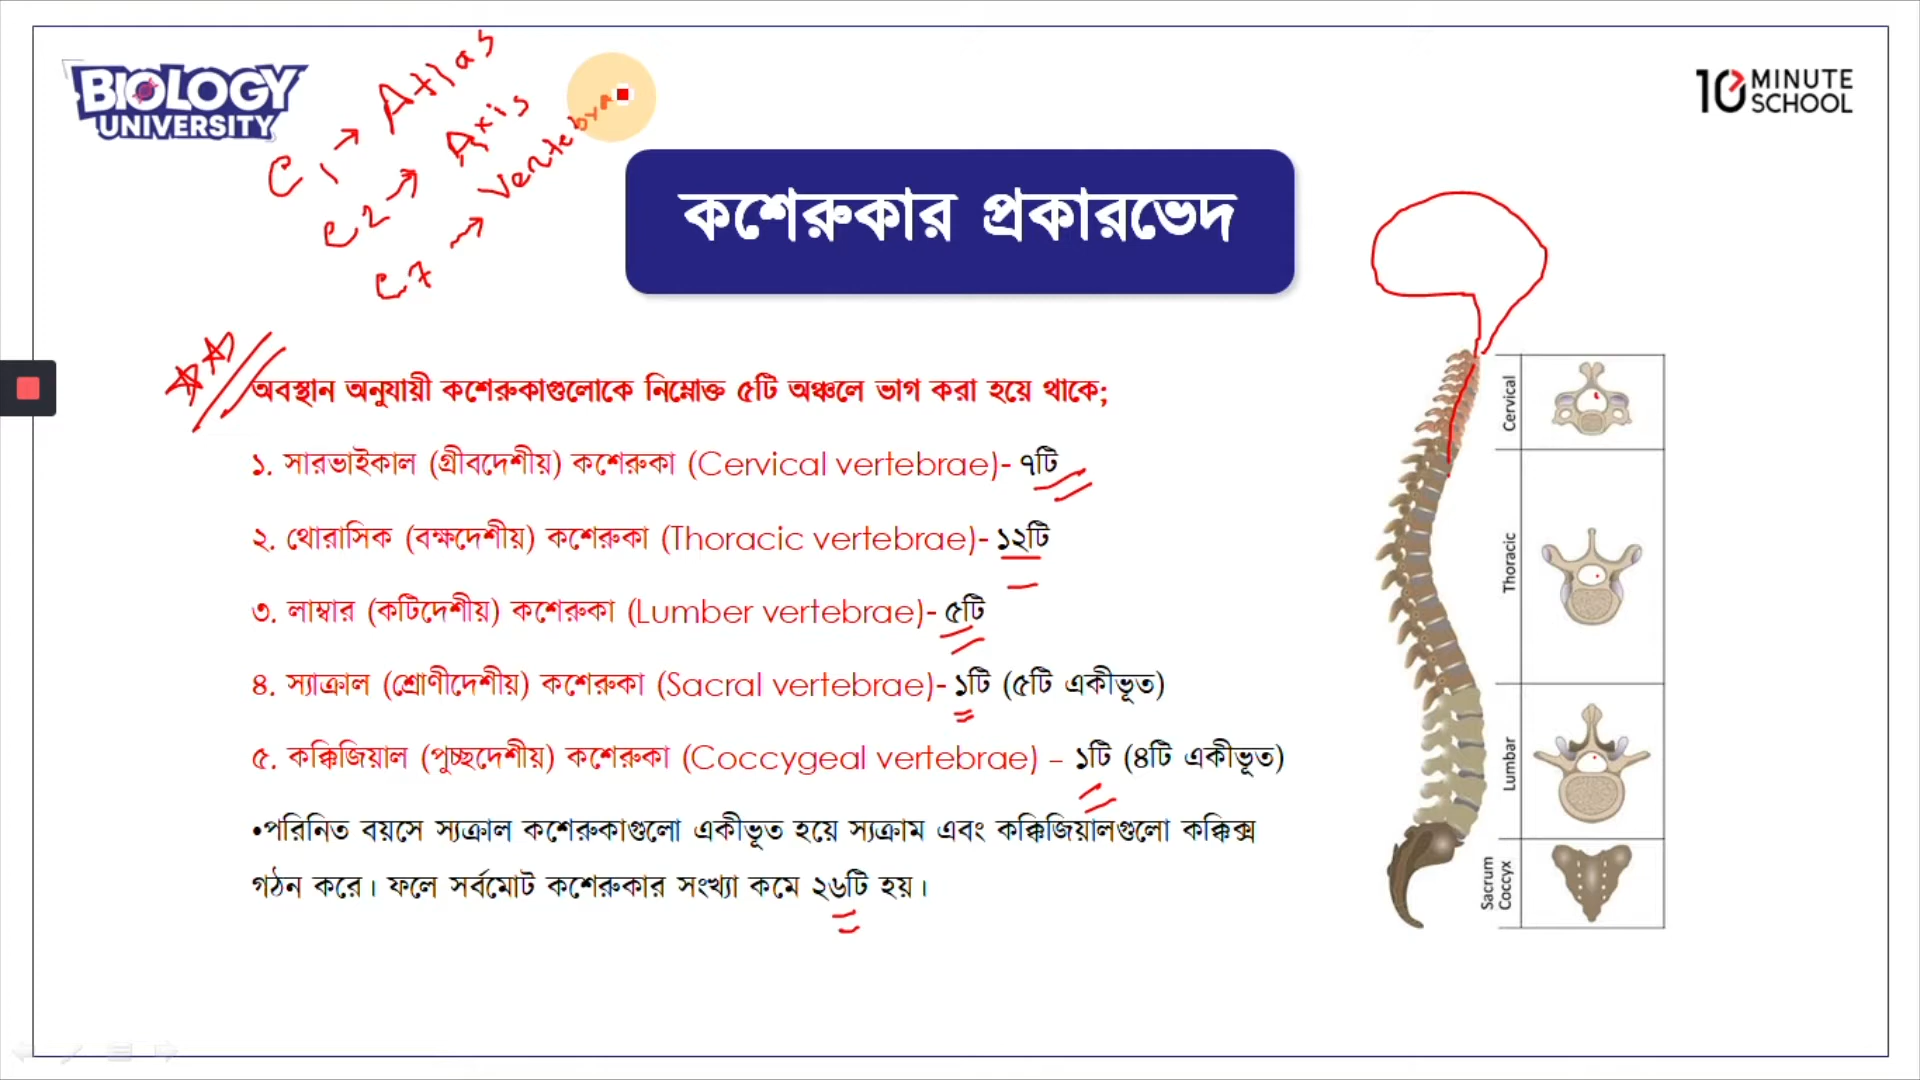 BIOLOGY
UNIVERSITY
10 MINUTE
SCHOOL
C1 → Atlas
C2 → Axis
C7 → Vertebra
কশেরুকার প্রকারভেদ
অবস্থান অনুযায়ী কশেরুকাগুলোকে নিম্নোক্ত ৫টি অঞ্চলে ভাগ করা হয়ে থাকে;
১. সারভাইকাল (গ্রীবদেশীয়) কশেরুকা (Cervical vertebrae)- ৭টি
২. থোরাসিক (বক্ষদেশীয়) কশেরুকা (Thoracic vertebrae)- ১২টি
৩. লাম্বার (কটিদেশীয়) কশেরুকা (Lumber vertebrae)- ৫টি
৪. স্যাক্রাল (শ্রোণীদেশীয়) কশেরুকা (Sacral vertebrae)- ১টি (৫টি একীভূত)
৫. কক্কিজিয়াল (পুচ্ছদেশীয়) কশেরুকা (Coccygeal vertebrae) – ১টি (৪টি একীভূত)
•পরিনিত বয়সে স্যক্রাল কশেরুকাগুলো একীভূত হয়ে স্যক্রাম এবং কক্কিজিয়ালগুলো কক্কিক্স
গঠন করে। ফলে সর্বমোট কশেরুকার সংখ্যা কমে ২৬টি হয়।
Cervical
Thoracic
Lumbar
Sacrum
Coccyx